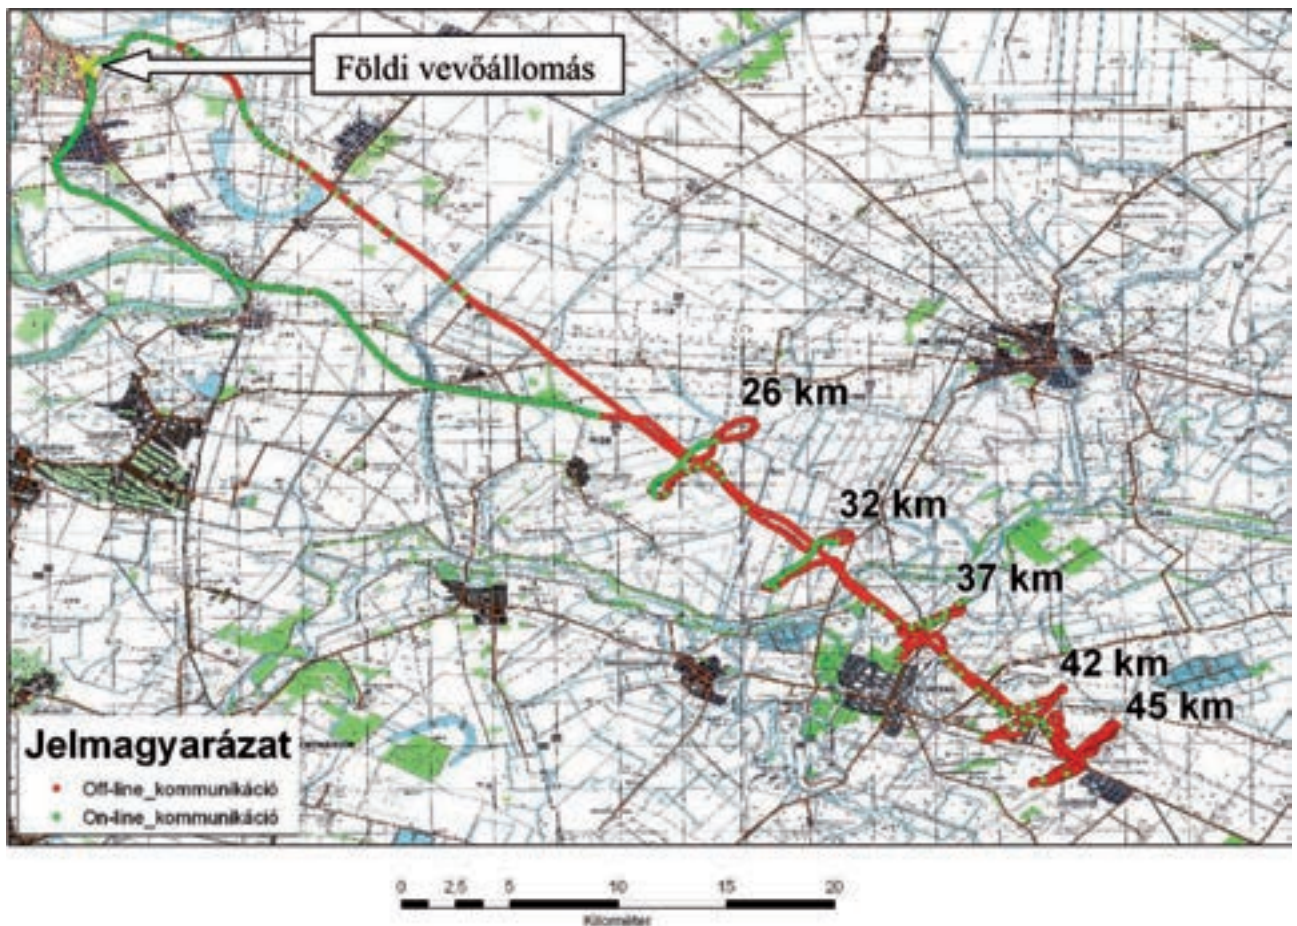 Földi vevőállomás
26 km
32 km
37 km
42 km
45 km
Jelmagyarázat
Off-line_kommunikáció
On-line_kommunikáció
0 2,5 5 10 15 20
Kilométer